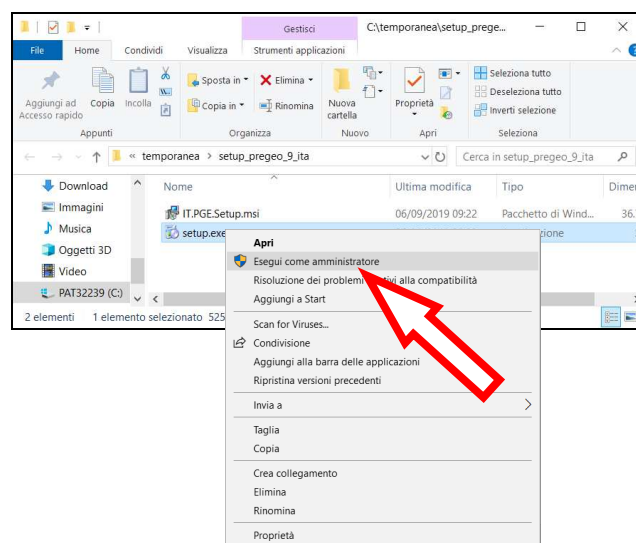 Gestisci
C:\temporanea\setup_prege...
File
Home
Condividi
Visualizza
Strumenti applicazioni
Aggiungi ad
Accesso rapido
Copia
Incolla
Sposta in
Copia in
Elimina
Rinomina
Nuova
cartella
Proprietà
Seleziona tutto
Deseleziona tutto
Inverti selezione
Appunti
Organizza
Nuovo
Apri
Seleziona
« temporanea > setup_pregeo_9_ita
Cerca in setup_pregeo_9_ita
Download
Immagini
Musica
Oggetti 3D
Video
PAT32239 (C:)
Nome
Ultima modifica
Tipo
IT.PGE.Setup.msi
06/09/2019 09:22
Pacchetto di Wind...
36.
setup.exe
2 elementi
1 elemento selezionato
525
Apri
Esegui come amministratore
Risoluzione dei problemi
alla compatibilità
Aggiungi a Start
Scan for Viruses...
Condivisione
Aggiungi alla barra delle applicazioni
Ripristina versioni precedenti
Invia a
Taglia
Copia
Crea collegamento
Elimina
Rinomina
Proprietà